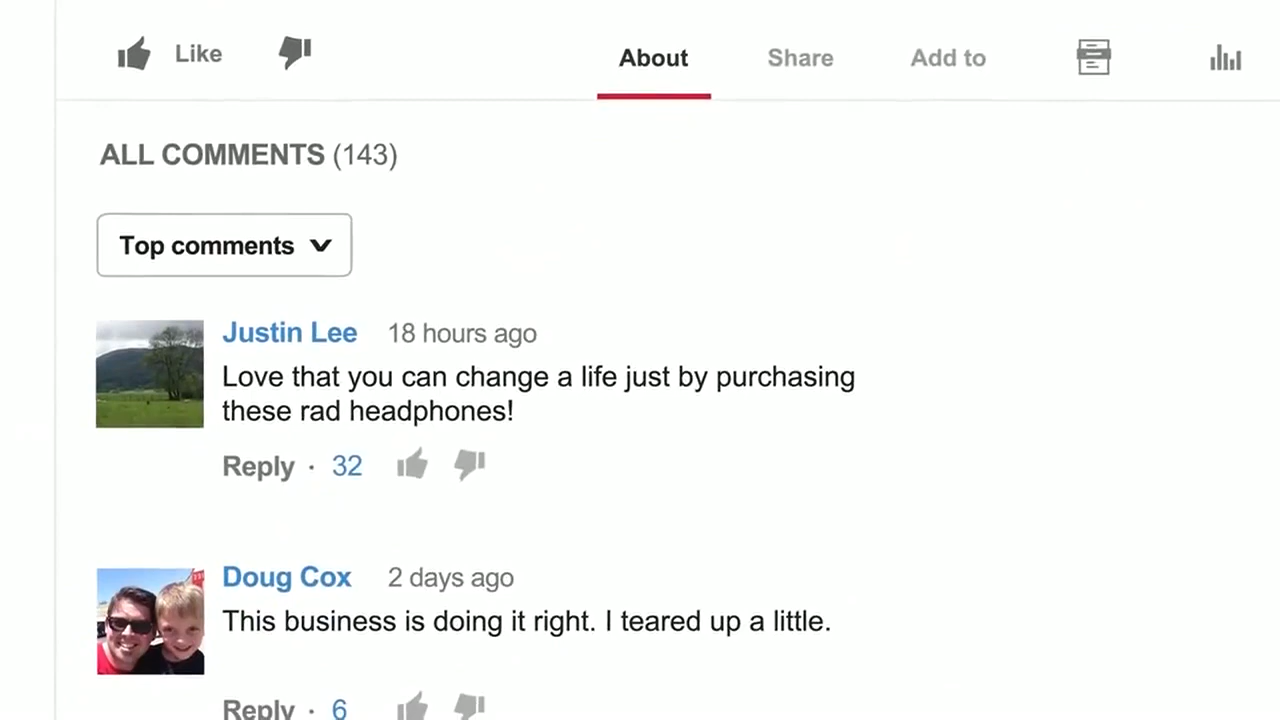 Like
About
Share
Add to
ALL COMMENTS (143)
Top comments
Justin Lee 18 hours ago
Love that you can change a life just by purchasing
these rad headphones!
Reply · 32
Doug Cox 2 days ago
This business is doing it right. I teared up a little.
Reply · 6